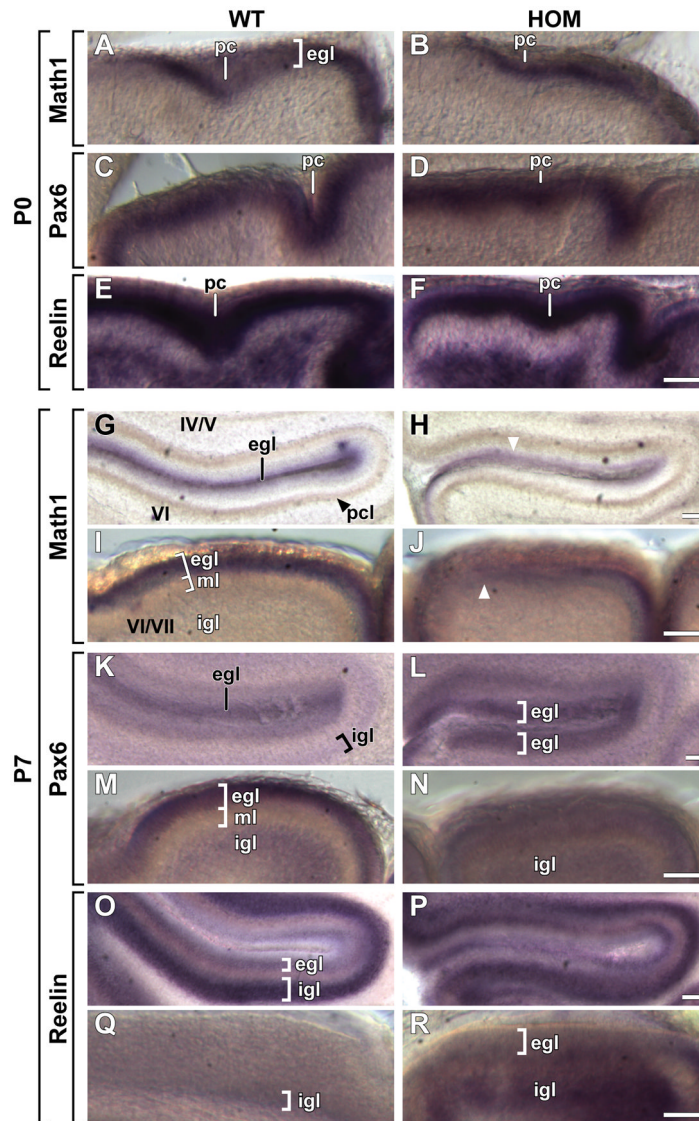 WT HOM
P0
Math1
A pc egl
B pc
Pax6
C pc
D pc
Reelin
E pc
F pc
P7
Math1
G IV/V egl VI pcl
H
I egl ml VI/VII igl
J
Pax6
K egl igl
L egl egl
M egl ml igl
N igl
Reelin
O egl igl
P
Q igl
R egl igl